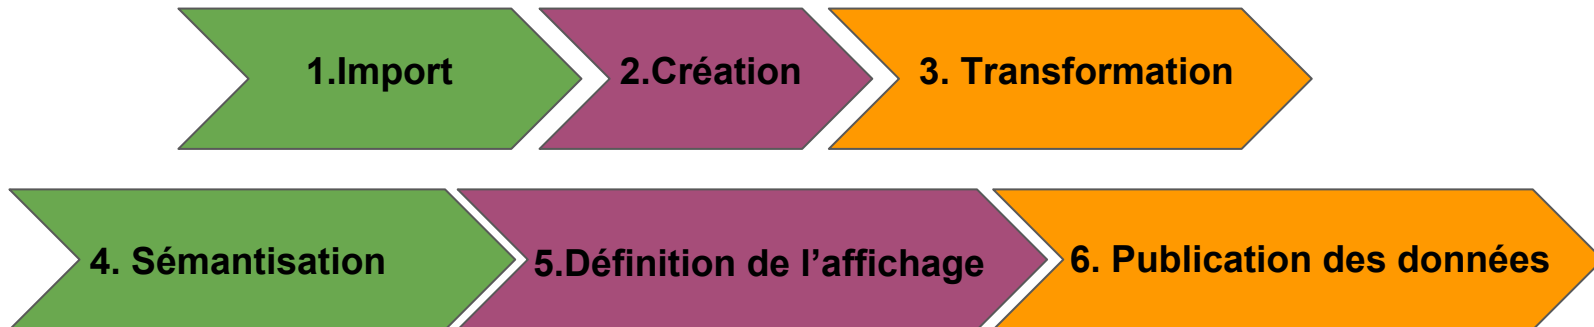 1.Import
2.Création
3. Transformation
4. Sémantisation
5.Définition de l’affichage
6. Publication des données